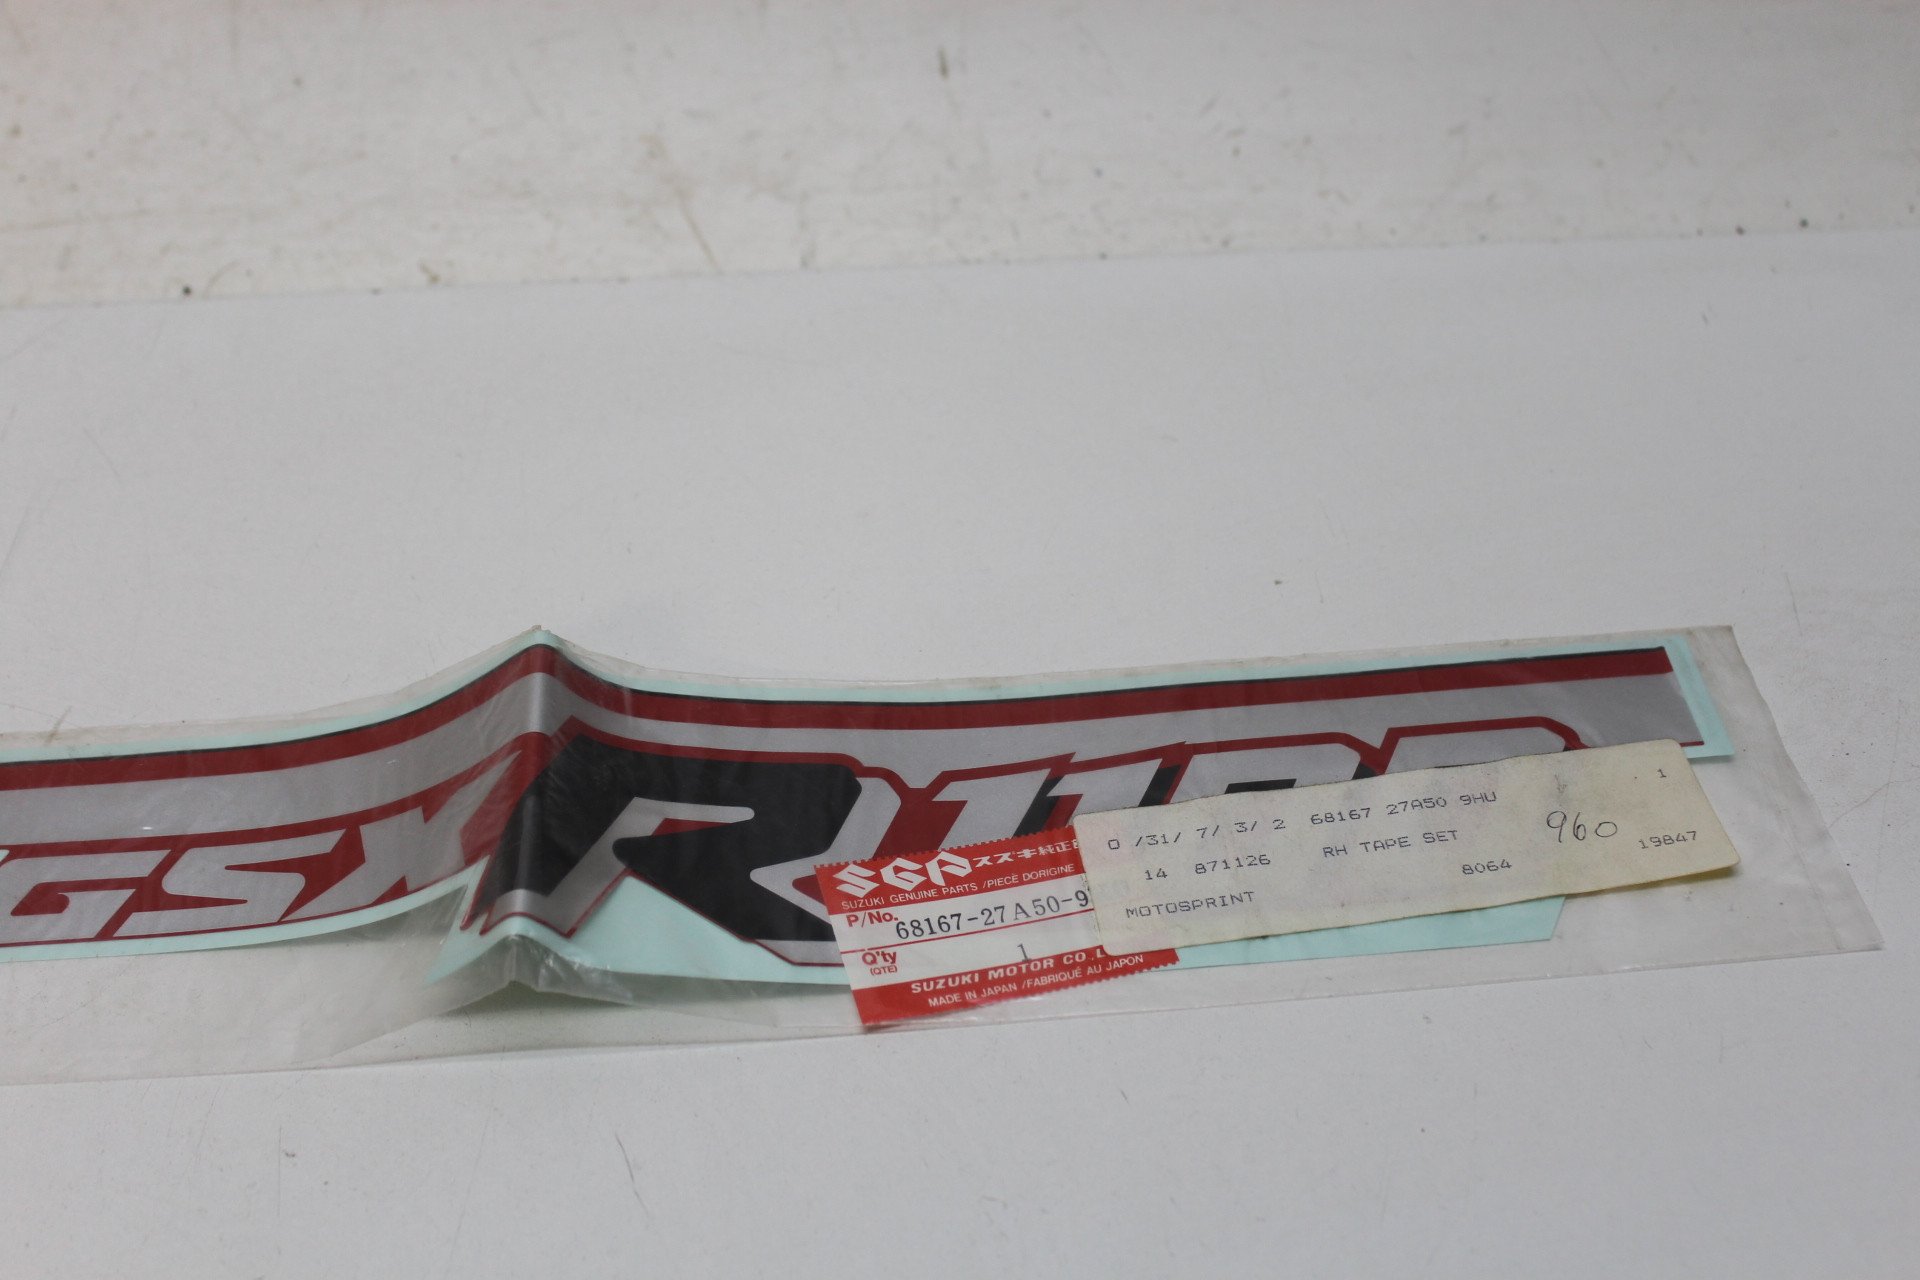 GSX R 1100
SGP スズキ純正
SUZUKI GENUINE PARTS /PIECE DORIGINE
P/No. 68167-27A50-9
Q'ty 1
(QTE)
SUZUKI MOTOR CO.,L
MADE IN JAPAN /FABRIQUÉ AU JAPON
1
0 /31/ 7/ 3/ 2 68167 27A50 9HU
960
14 871126 RH TAPE SET
8064 19847
MOTOSPRINT